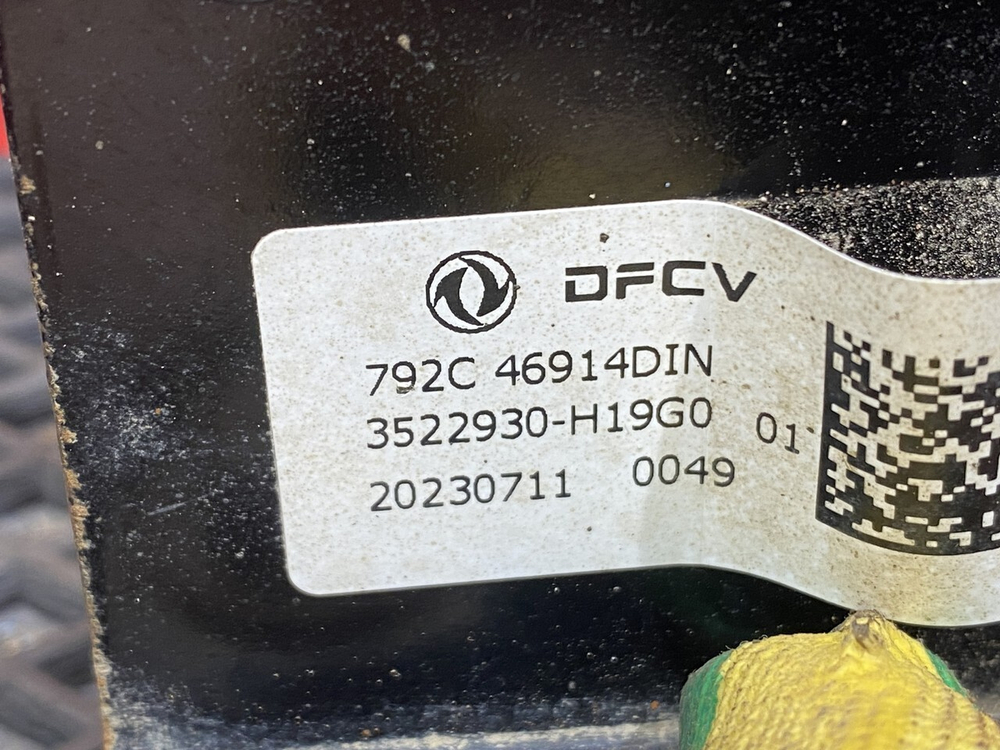 DFCV
792C 46914DIN
3522930-H19G0 01
20230711 0049